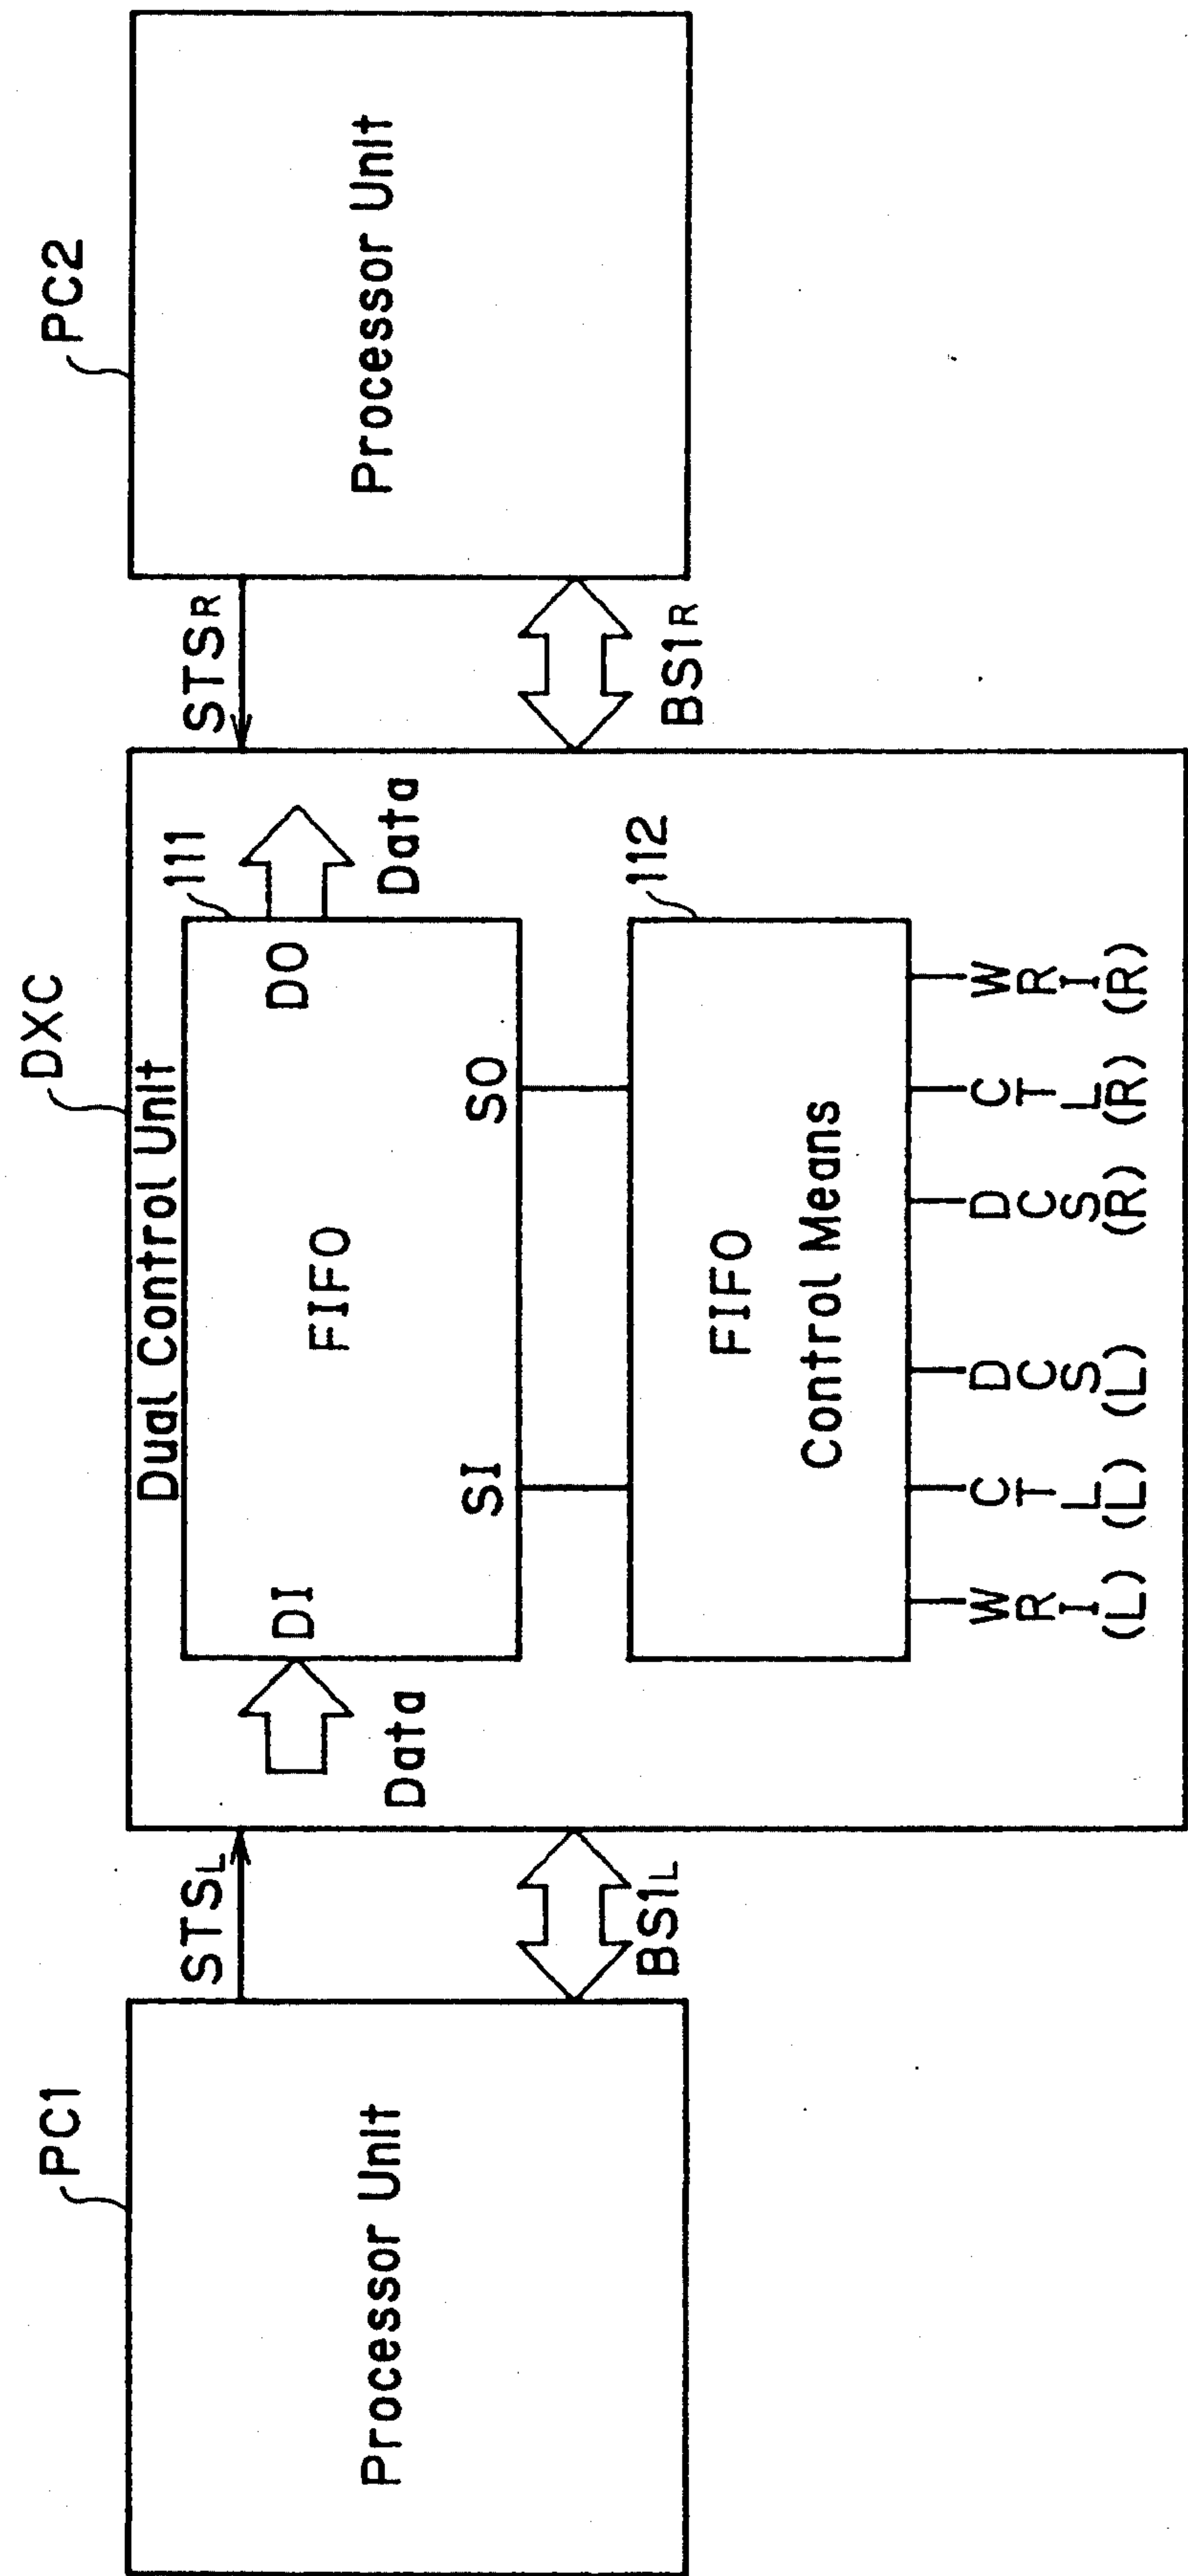 PC1
DXC
PC2
Processor Unit
STSL
BS1L
Dual Control Unit
111
Data
DI
FIFO
DO
Data
SI
SO
112
FIFO
Control Means
WRI(L)
CTL(L)
DCS(L)
DCS(R)
CTL(R)
WRI(R)
STSR
BS1R
Processor Unit